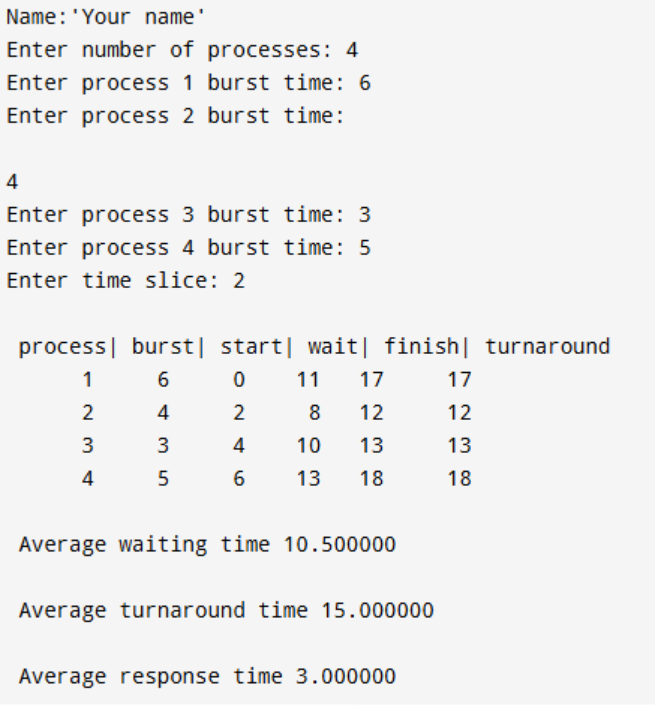 Name:'Your name'
Enter number of processes: 4
Enter process 1 burst time: 6
Enter process 2 burst time:
4
Enter process 3 burst time: 3
Enter process 4 burst time: 5
Enter time slice: 2
process| burst| start| wait| finish| turnaround
1 6 0 11 17 17
2 4 2 8 12 12
3 3 4 10 13 13
4 5 6 13 18 18
Average waiting time 10.500000
Average turnaround time 15.000000
Average response time 3.000000